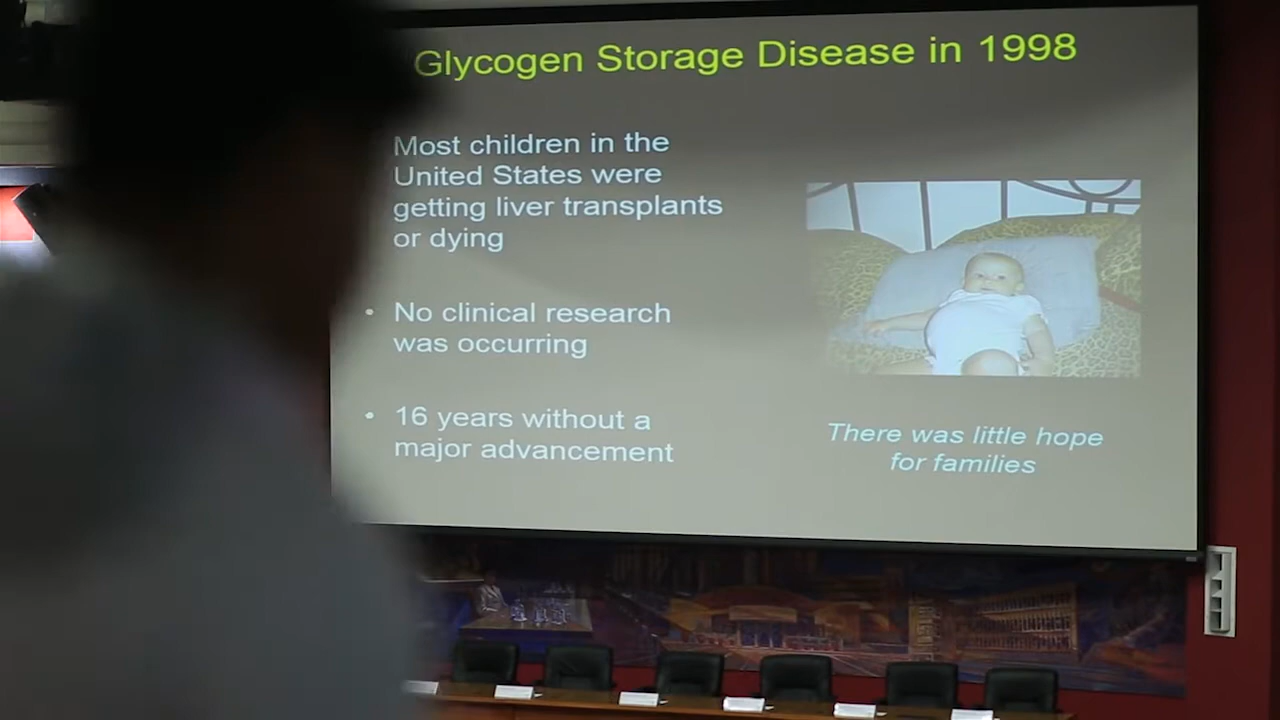 Glycogen Storage Disease in 1998
Most children in the
United States were
getting liver transplants
or dying
• No clinical research
was occurring
• 16 years without a
major advancement
There was little hope
for families